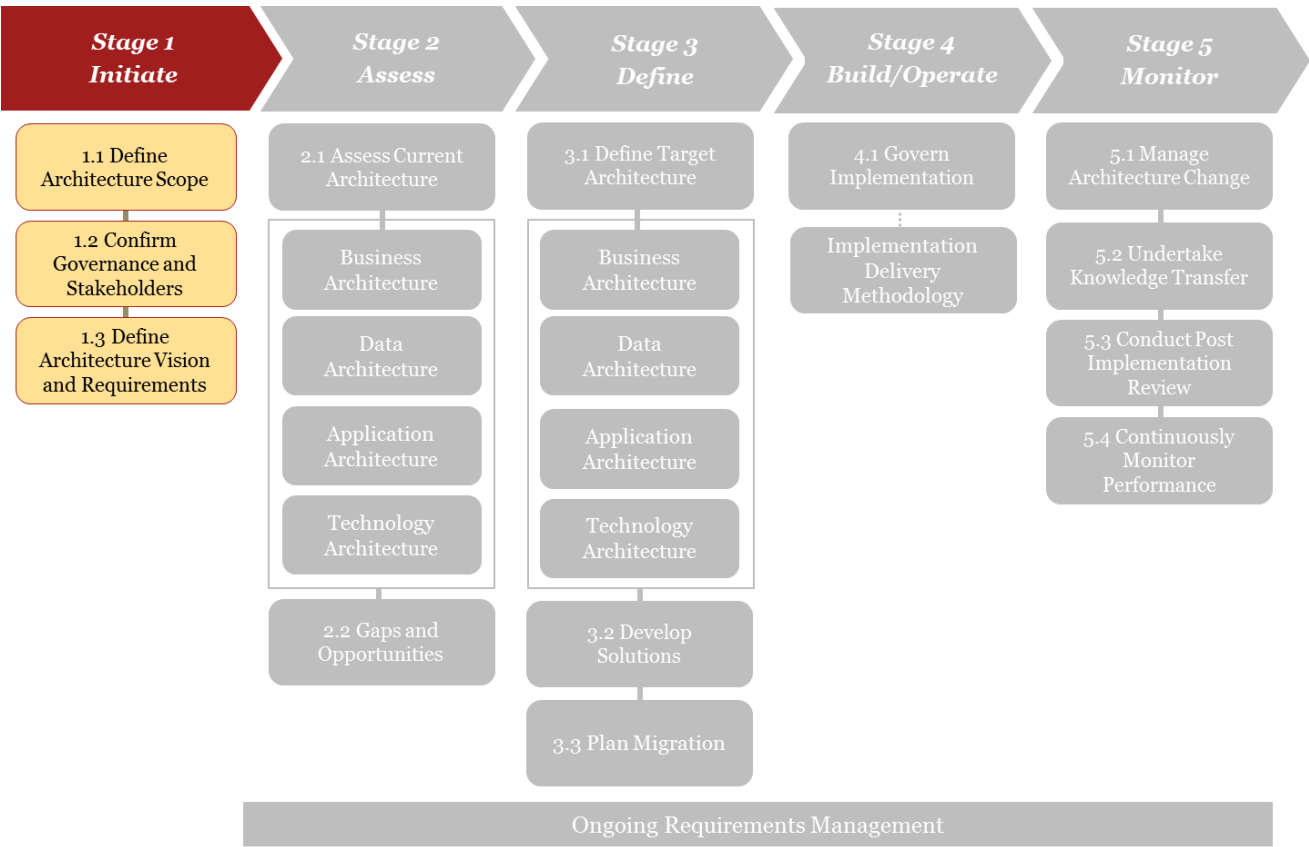 Stage 1
Initiate
Stage 2
Assess
Stage 3
Define
Stage 4
Build/Operate
Stage 5
Monitor
1.1 Define
Architecture Scope
1.2 Confirm
Governance and
Stakeholders
1.3 Define
Architecture Vision
and Requirements
2.1 Assess Current
Architecture
Business
Architecture
Data
Architecture
Application
Architecture
Technology
Architecture
2.2 Gaps and
Opportunities
3.1 Define Target
Architecture
Business
Architecture
Data
Architecture
Application
Architecture
Technology
Architecture
3.2 Develop
Solutions
3.3 Plan Migration
4.1 Govern
Implementation
Implementation
Delivery
Methodology
5.1 Manage
Architecture Change
5.2 Undertake
Knowledge Transfer
5.3 Conduct Post
Implementation
Review
5.4 Continuously
Monitor
Performance
Ongoing Requirements Management